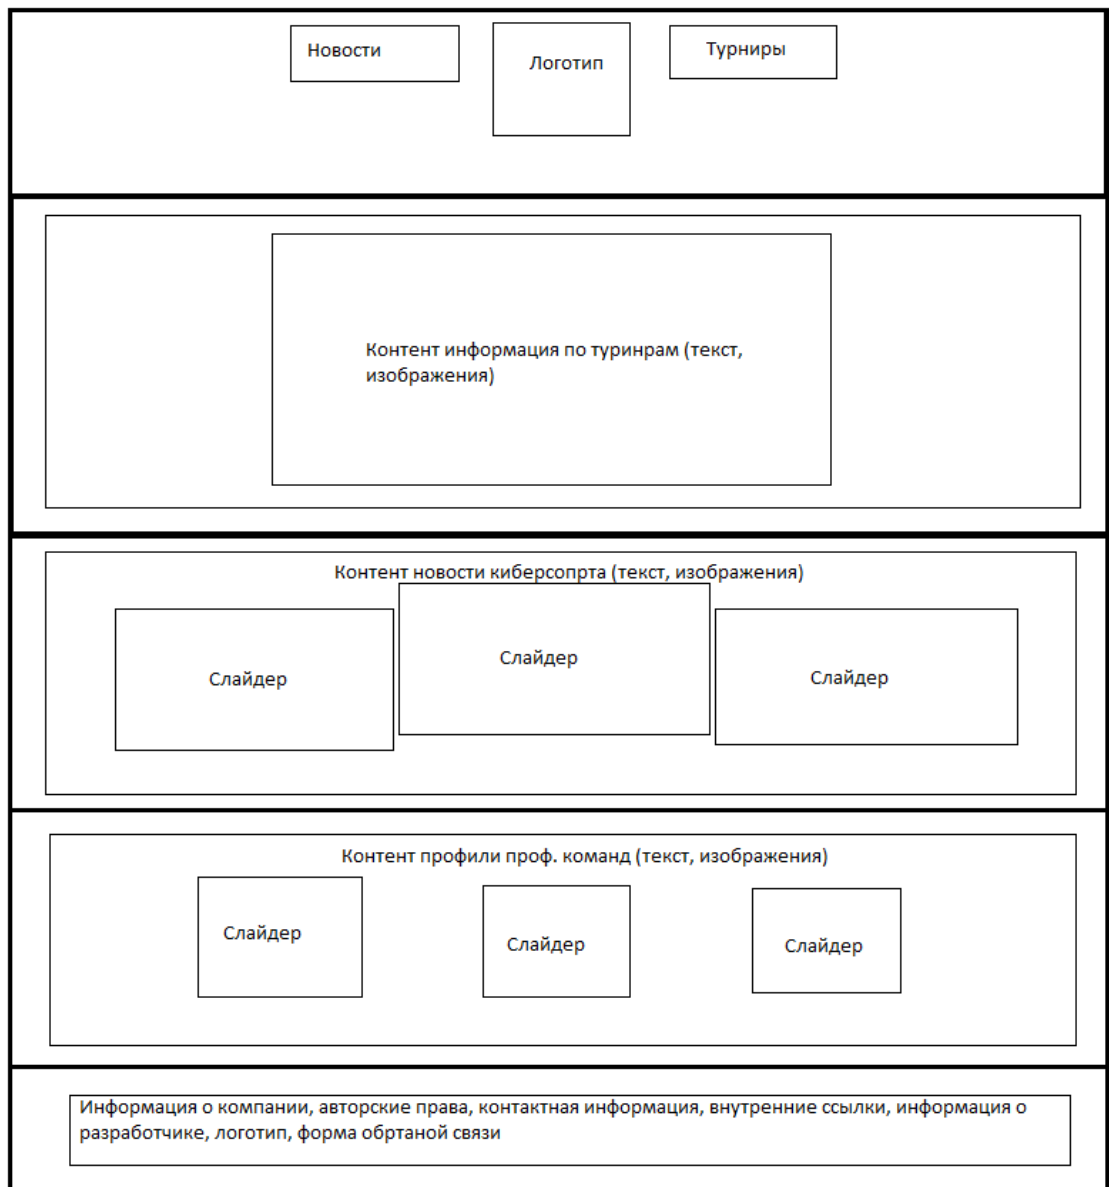 Новости
Логотип
Турниры
Контент информация по туринрам (текст,
изображения)
Контент новости киберсопрта (текст, изображения)
Слайдер
Слайдер
Слайдер
Контент профили проф. команд (текст, изображения)
Слайдер
Слайдер
Слайдер
Информация о компании, авторские права, контактная информация, внутренние ссылки, информация о
разработчике, логотип, форма обртаной связи